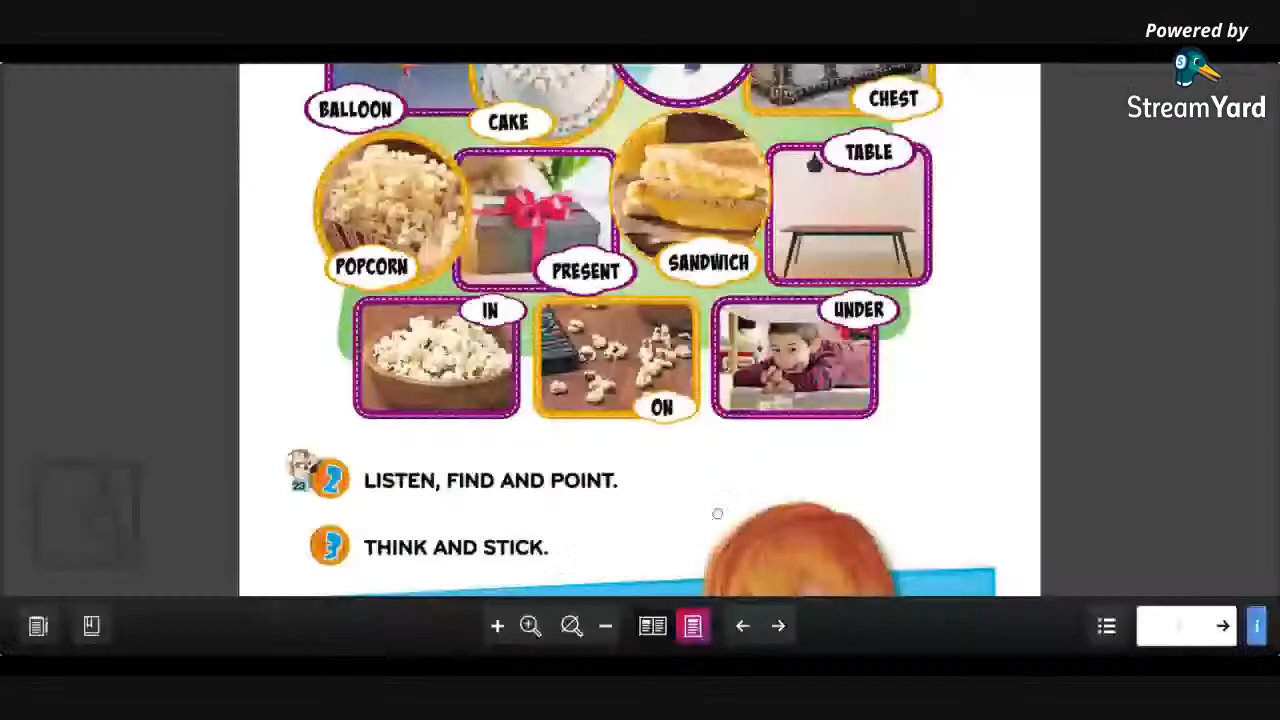 Powered by
StreamYard
BALLOON
CAKE
CHEST
TABLE
POPCORN
PRESENT
SANDWICH
IN
ON
UNDER
23
2
LISTEN, FIND AND POINT.
3
THINK AND STICK.